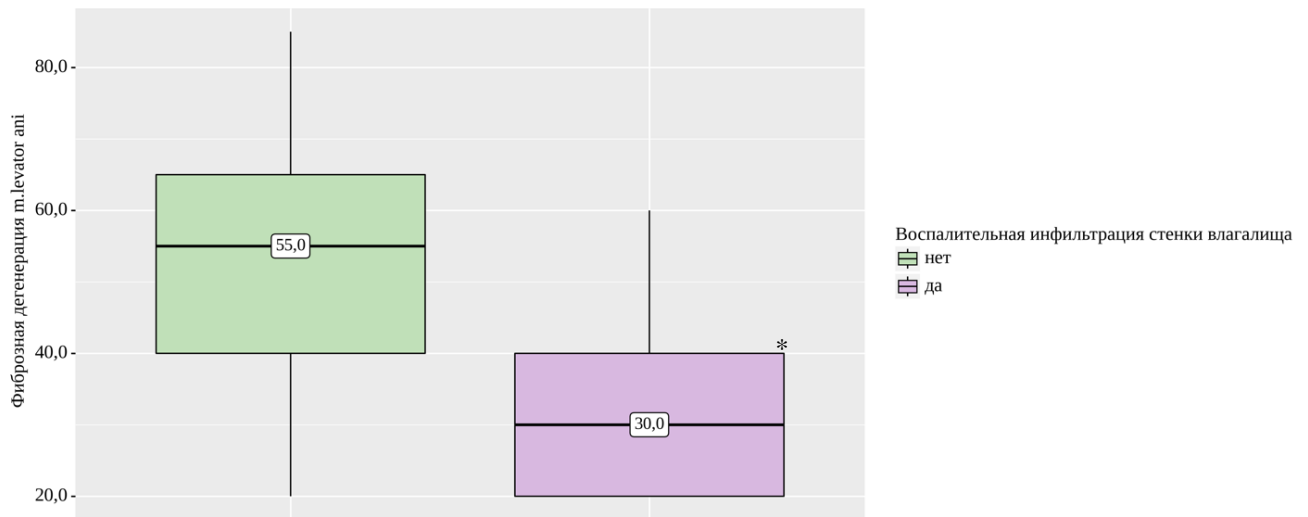 Фиброзная дегенерация m.levator ani
80,0
60,0
40,0
20,0
55,0
30,0
*
Воспалительная инфильтрация стенки влагалища
нет
да